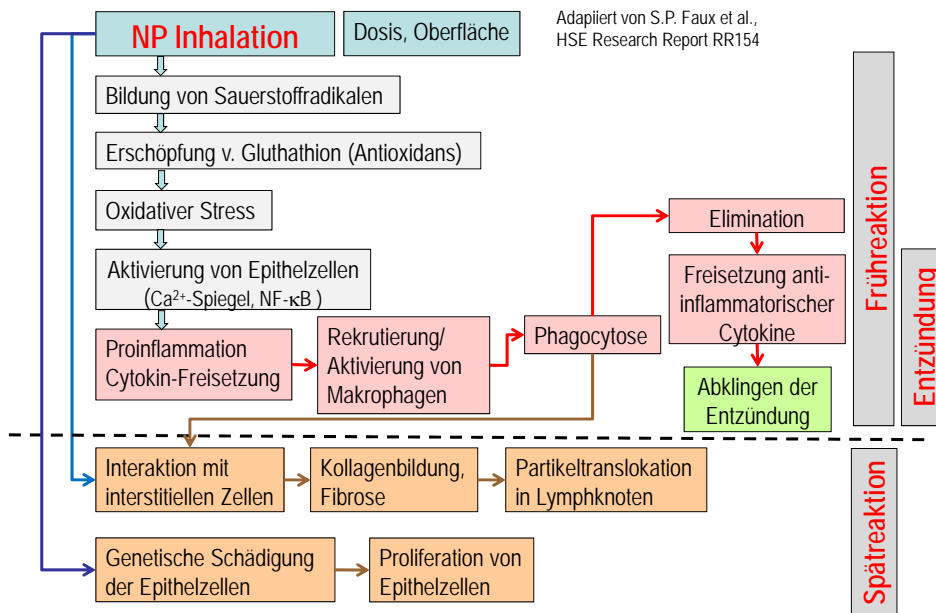 NP Inhalation
Dosis, Oberfläche
Adapiiert von S.P. Faux et al.,
HSE Research Report RR154
Bildung von Sauerstoffradikalen
Erschöpfung v. Gluthathion (Antioxidans)
Oxidativer Stress
Aktivierung von Epithelzellen
(Ca²⁺-Spiegel, NF-κB )
Proinflammation
Cytokin-Freisetzung
Rekrutierung/
Aktivierung von
Makrophagen
Phagocytose
Elimination
Freisetzung anti-
inflammatorischer
Cytokine
Abklingen der
Entzündung
Frühreaktion
Entzündung
Interaktion mit
interstitiellen Zellen
Kollagenbildung,
Fibrose
Partikeltranslokation
in Lymphknoten
Genetische Schädigung
der Epithelzellen
Proliferation von
Epithelzellen
Spätreaktion